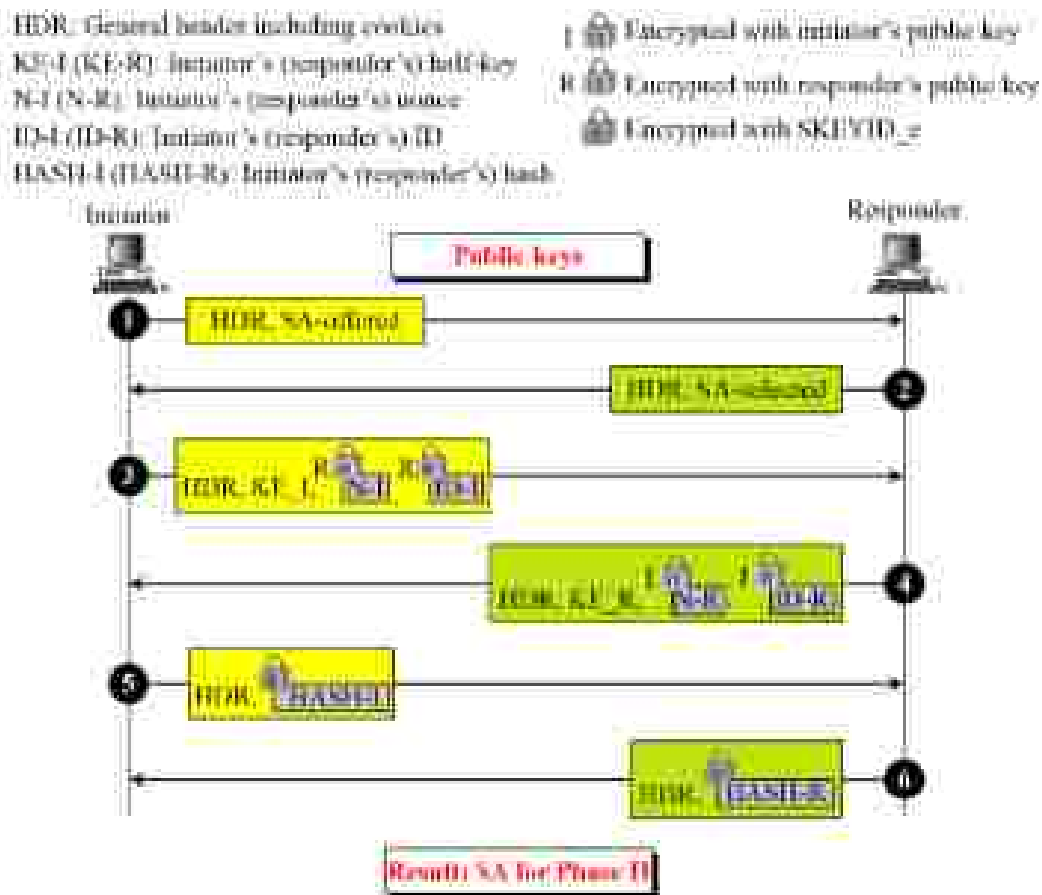 HDR: General header including cookies
KE-I (KE-R): Initiator's (responder's) half-key
N-I (N-R): Initiator's (responder's) nonce
ID-I (ID-R): Initiator's (responder's) ID
HASH-I (HASH-R): Initiator's (responder's) hash
I Encrypted with initiator's public key
R Encrypted with responder's public key
Encrypted with SKEYID_e
Initiator
Responder
Public keys
1 HDR, SA-offered
HDR, SA-selected 2
3 HDR, KE_I, R N-I, R ID-I
HDR, KE_R, I N-R, I ID-R 4
5 HDR, HASH-I
HDR, HASH-R 6
Result: SA for Phase II